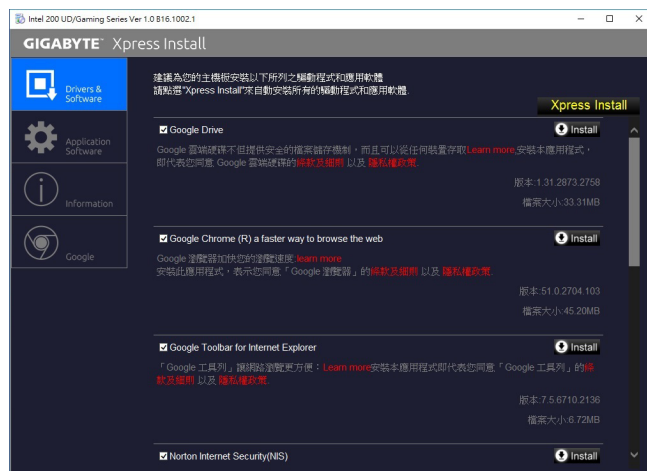 Intel 200 UD/Gaming Series Ver 1.0 B16.1002.1
GIGABYTE™ Xpress Install
Drivers &
Software
Application
Software
Information
Google
建議為您的主機板安裝以下所列之驅動程式和應用軟體
請點選"Xpress Install"來自動安裝所有的驅動程式和應用軟體.
Xpress Install
Google Drive
Install
Google 雲端硬碟不但提供安全的檔案儲存機制，而且可以從任何裝置存取Learn more,安裝本應用程式，
即代表您同意 Google 雲端硬碟的條款及細則 以及 隱私權政策.
版本:1.31.2873.2758
檔案大小:33.31MB
Google Chrome (R) a faster way to browse the web
Install
Google 瀏覽器加快您的瀏覽速度:learn more
安裝此應用程式，表示您同意「Google 瀏覽器」的條款及細則 以及 隱私權政策.
版本:51.0.2704.103
檔案大小:45.20MB
Google Toolbar for Internet Explorer
Install
「Google 工具列」讓網路瀏覽更方便：Learn more安裝本應用程式即代表您同意「Google 工具列」的條
款及細則 以及 隱私權政策.
版本:7.5.6710.2136
檔案大小:6.72MB
Norton Internet Security(NIS)
Install